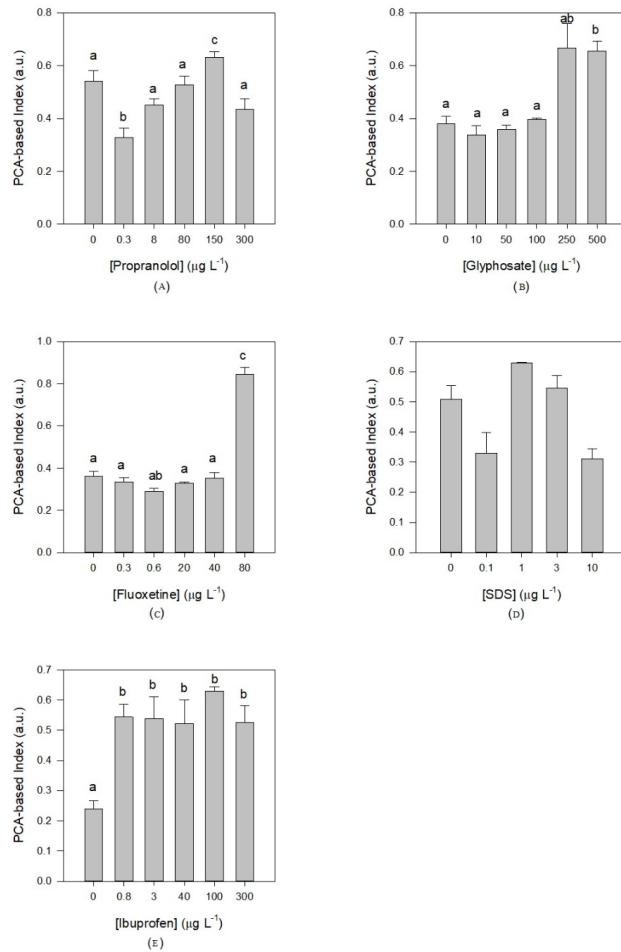 PCA-based Index (a.u.)
0.8
0.6
0.4
0.2
0.0
a b a a c a
0 0.3 8 80 150 300
[Propranolol] (µg L⁻¹)
(A)
PCA-based Index (a.u.)
0.8
0.6
0.4
0.2
0.0
a a a a ab b
0 10 50 100 250 500
[Glyphosate] (µg L⁻¹)
(B)
PCA-based Index (a.u.)
1.0
0.8
0.6
0.4
0.2
0.0
a a ab a a c
0 0.3 0.6 20 40 80
[Fluoxetine] (µg L⁻¹)
(C)
PCA-based Index (a.u.)
0.7
0.6
0.5
0.4
0.3
0.2
0.1
0.0
0 0.1 1 3 10
[SDS] (µg L⁻¹)
(D)
PCA-based Index (a.u.)
0.7
0.6
0.5
0.4
0.3
0.2
0.1
0.0
a b b b b b
0 0.8 3 40 100 300
[Ibuprofen] (µg L⁻¹)
(E)